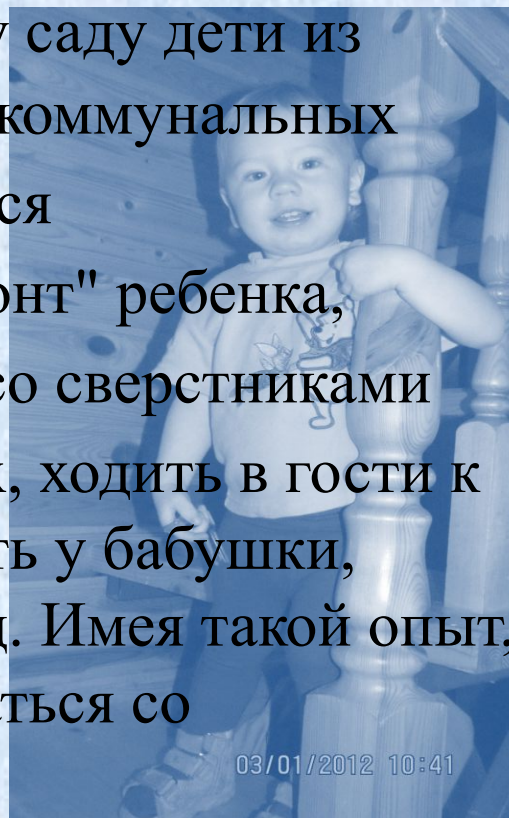 у саду дети из
коммунальных
ся
онт" ребенка,
со сверстниками
, ходить в гости к
ть у бабушки,
. Имея такой опыт,
ться со
03/01/2012 10:41